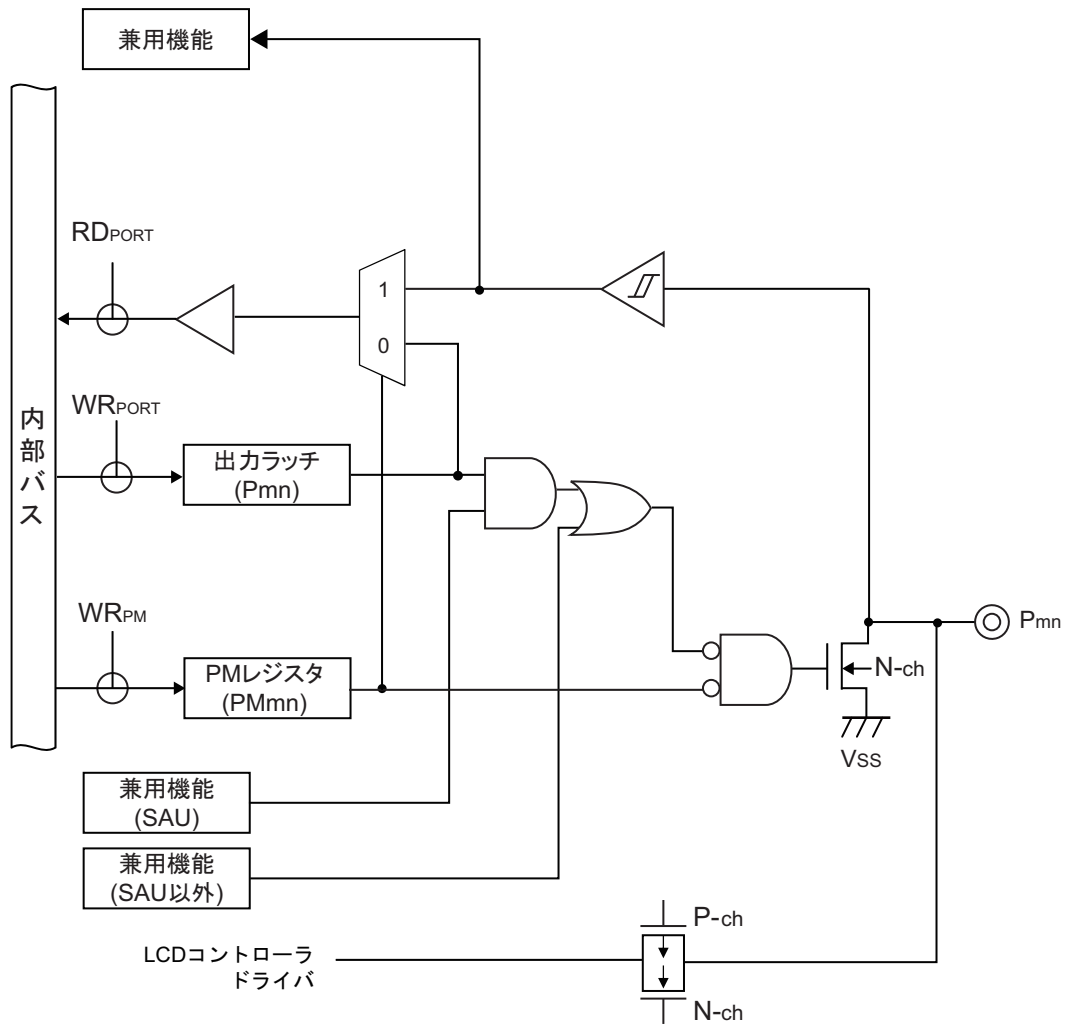 兼用機能
RDPORT
1
0
WRPORT
内部バス
出力ラッチ
(Pmn)
WRPM
PMレジスタ
(PMmn)
Pmn
N-ch
VSS
兼用機能
(SAU)
兼用機能
(SAU以外)
P-ch
LCDコントローラ
ドライバ
N-ch